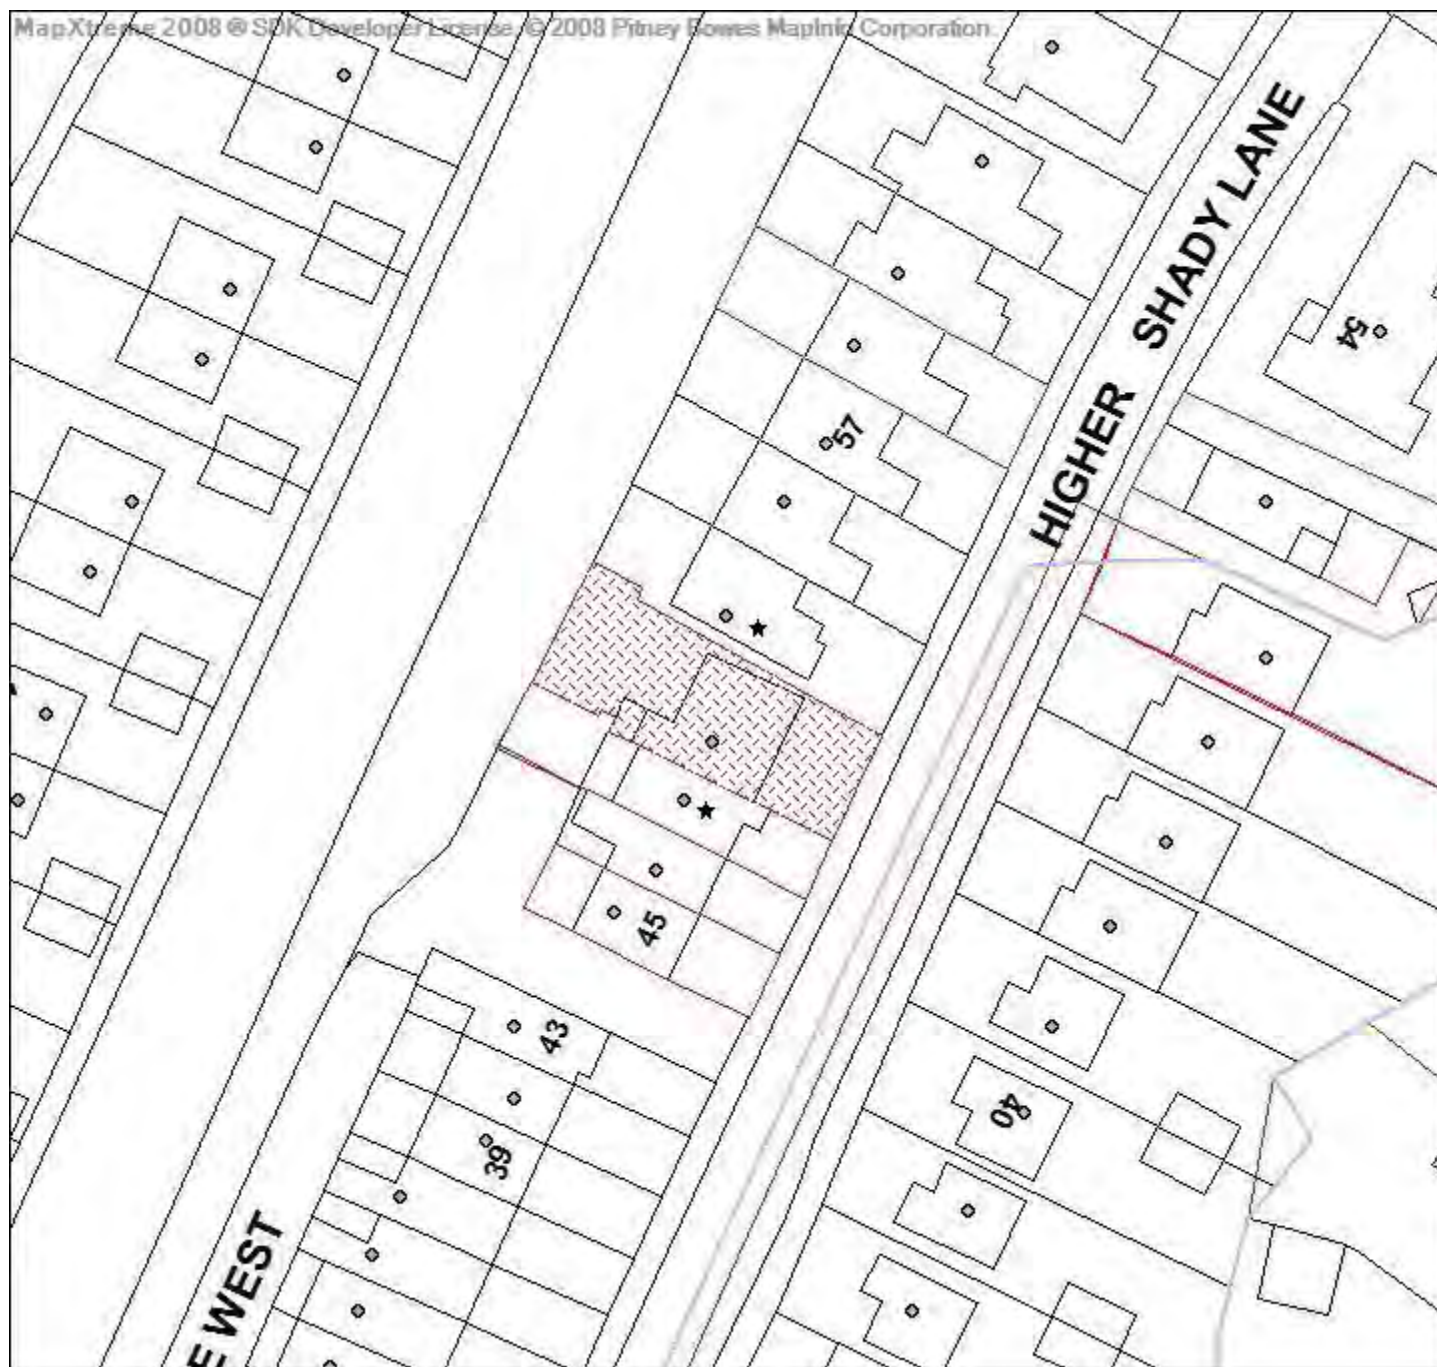 MapXtreme 2008 ® SDK Developer License. © 2008 Pitney Bowes MapInfo Corporation.
HIGHER SHADY LANE
54
57
45
43
39
40
E WEST